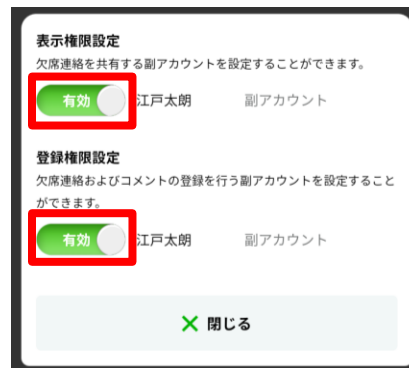 表示権限設定
欠席連絡を共有する副アカウントを設定することができます。
有効 江戸太朗 副アカウント
登録権限設定
欠席連絡およびコメントの登録を行う副アカウントを設定すること
ができます。
有効 江戸太朗 副アカウント
閉じる